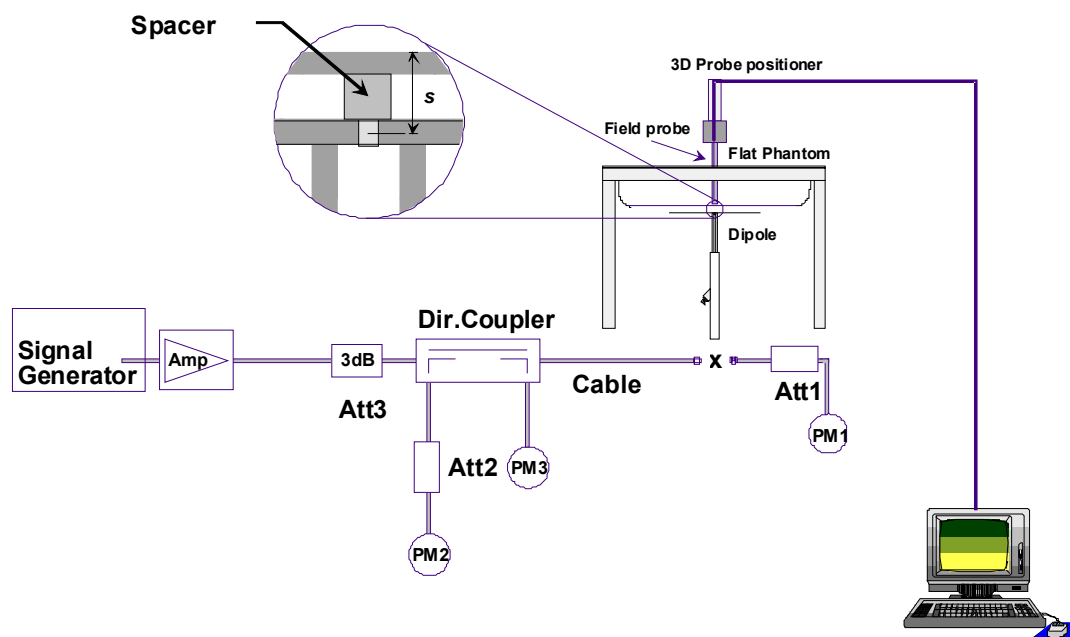 Spacer
s
3D Probe positioner
Field probe
Flat Phantom
Dipole
Dir.Coupler
Signal
Generator
Amp
3dB
Att3
Cable
x
Att1
PM1
Att2
PM3
PM2